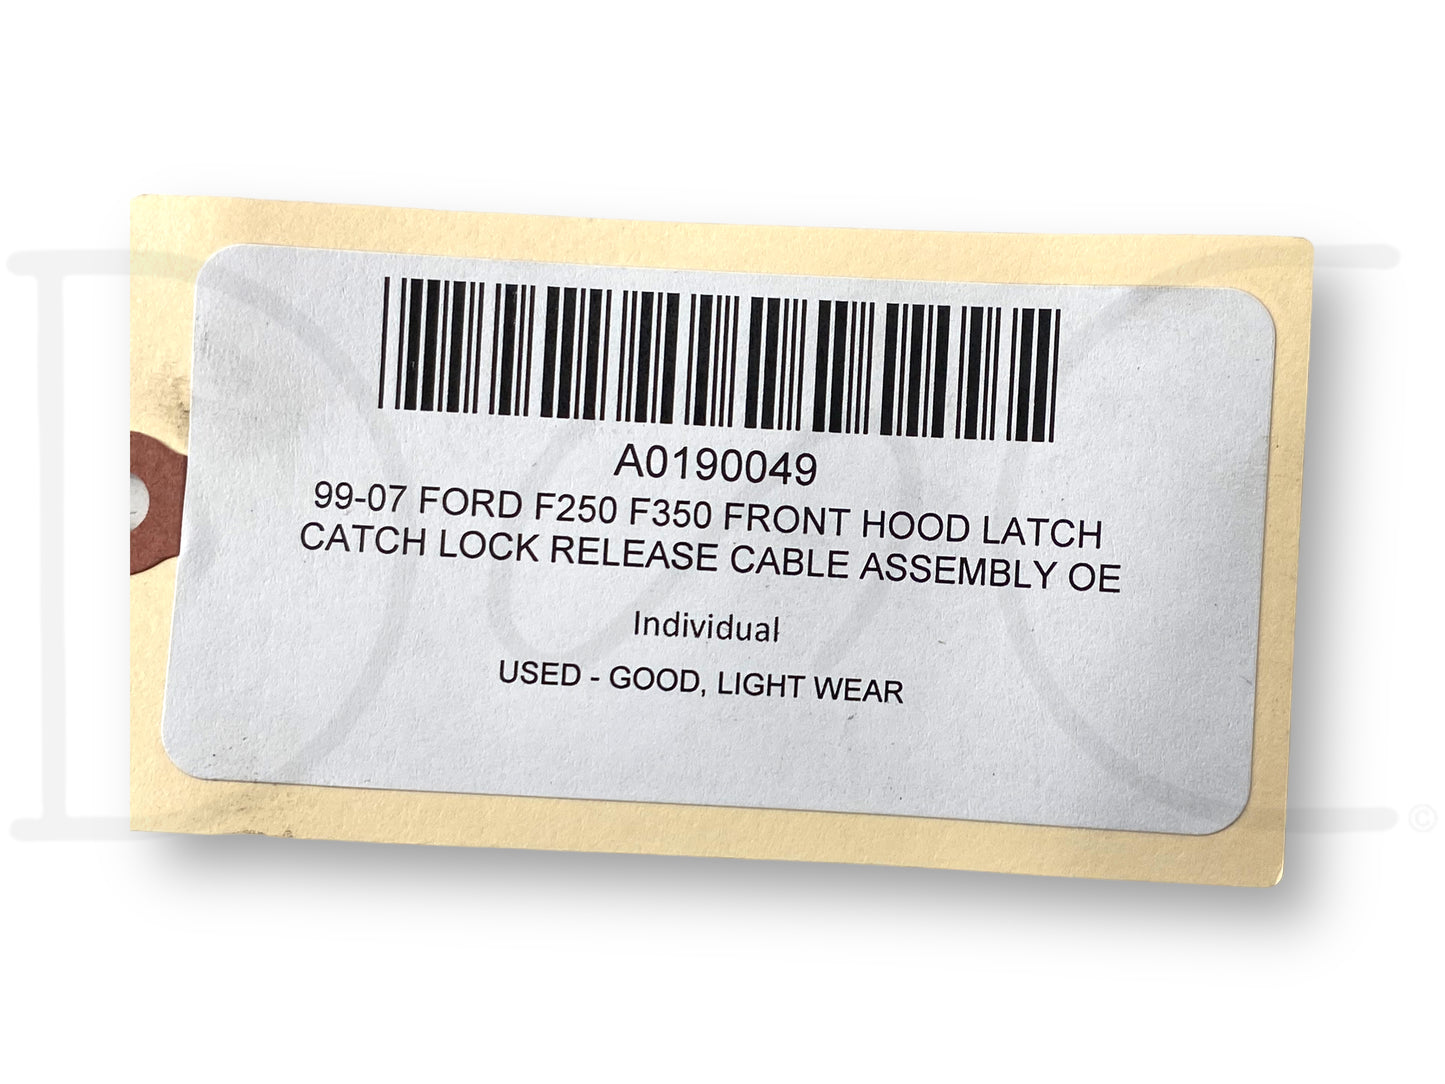 A0190049
99-07 FORD F250 F350 FRONT HOOD LATCH
CATCH LOCK RELEASE CABLE ASSEMBLY OE
Individual
USED - GOOD, LIGHT WEAR
©